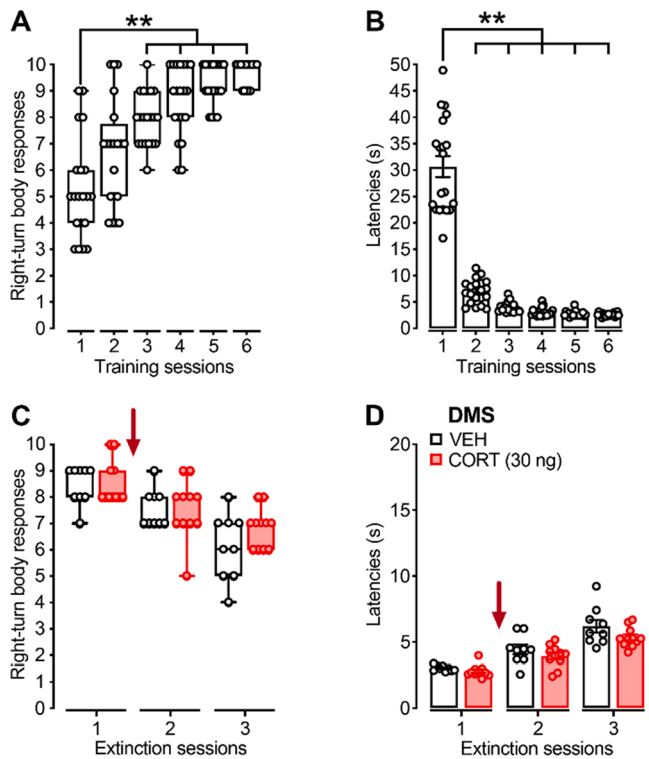 A
**
Right-turn body responses
10
9
8
7
6
5
4
3
2
1
0
1 2 3 4 5 6
Training sessions
B
**
Latencies (s)
50
45
40
35
30
25
20
15
10
5
0
1 2 3 4 5 6
Training sessions
C
Right-turn body responses
10
9
8
7
6
5
4
3
2
1
0
1 2 3
Extinction sessions
D
DMS
VEH
CORT (30 ng)
Latencies (s)
20
15
10
5
0
1 2 3
Extinction sessions